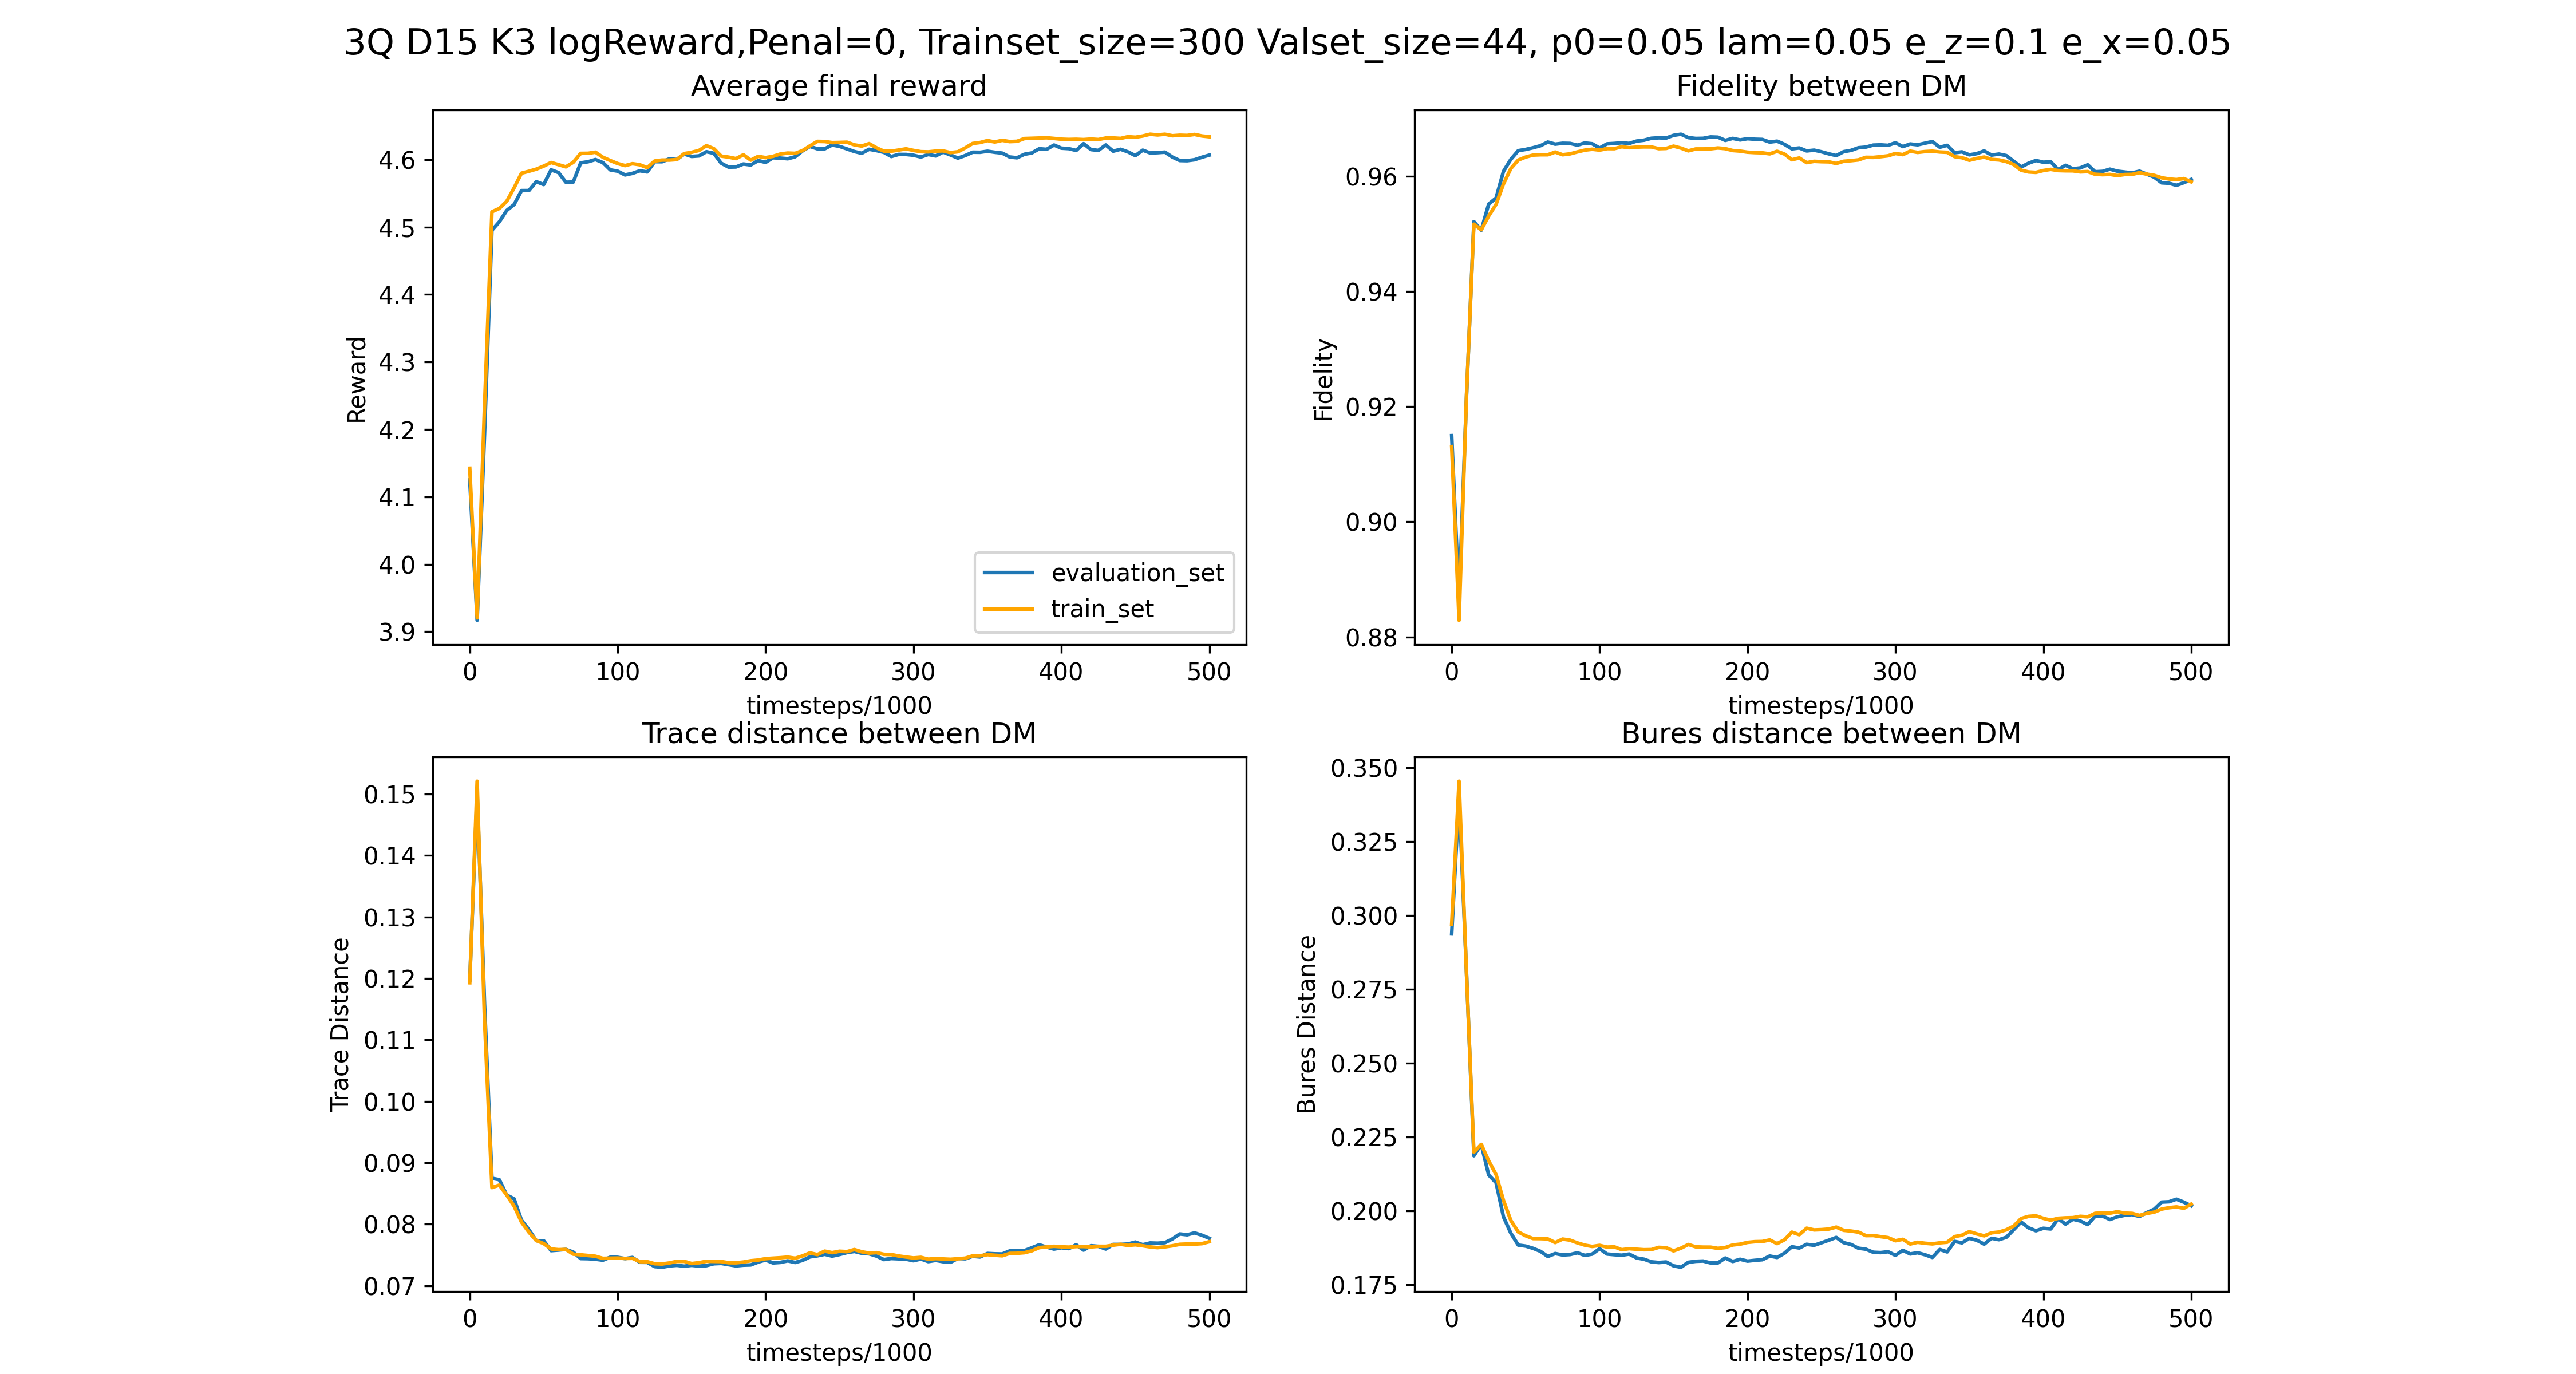 3Q D15 K3 logReward,Penal=0, Trainset_size=300 Valset_size=44, p0=0.05 lam=0.05 e_z=0.1 e_x=0.05
Average final reward
Reward
4.6
4.5
4.4
4.3
4.2
4.1
4.0
3.9
evaluation_set
train_set
0 100 200 300 400 500
timesteps/1000
Fidelity between DM
Fidelity
0.96
0.94
0.92
0.90
0.88
0 100 200 300 400 500
timesteps/1000
Trace distance between DM
Trace Distance
0.15
0.14
0.13
0.12
0.11
0.10
0.09
0.08
0.07
0 100 200 300 400 500
timesteps/1000
Bures distance between DM
Bures Distance
0.350
0.325
0.300
0.275
0.250
0.225
0.200
0.175
0 100 200 300 400 500
timesteps/1000